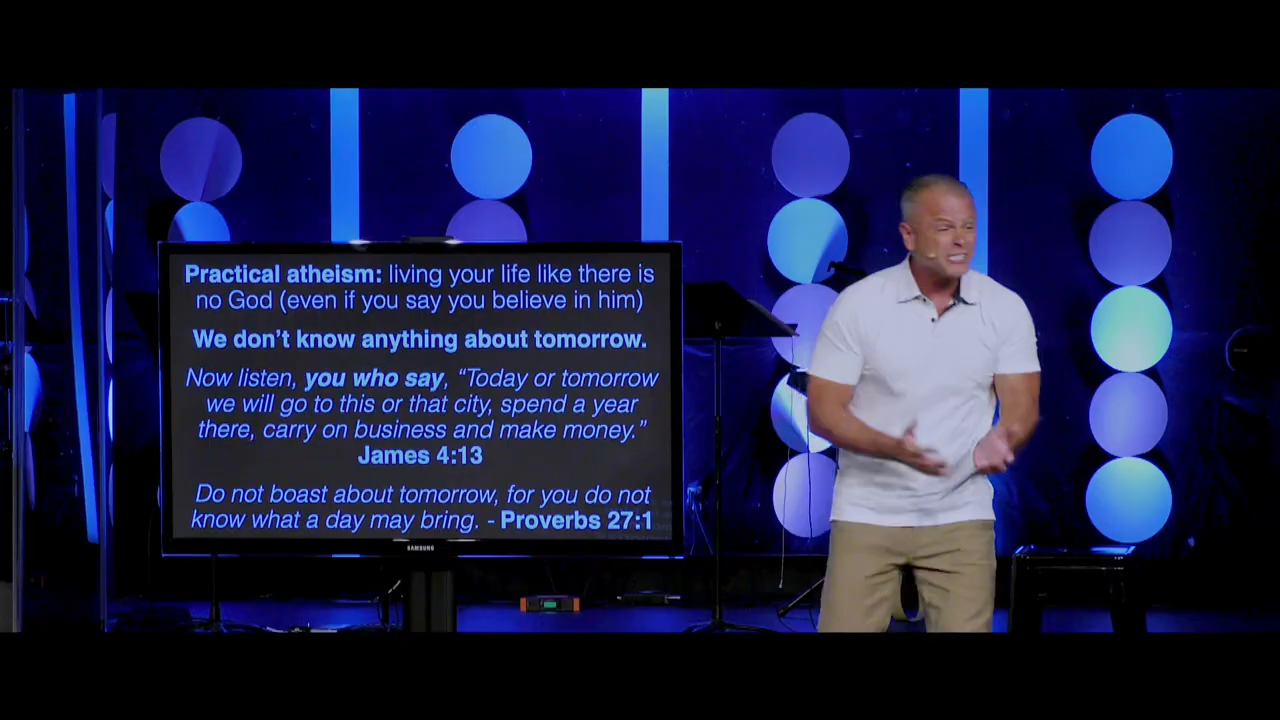 Practical atheism: living your life like there is
no God (even if you say you believe in him)
We don't know anything about tomorrow.
Now listen, you who say, “Today or tomorrow
we will go to this or that city, spend a year
there, carry on business and make money.”
James 4:13
Do not boast about tomorrow, for you do not
know what a day may bring. - Proverbs 27:1
SAMSUNG